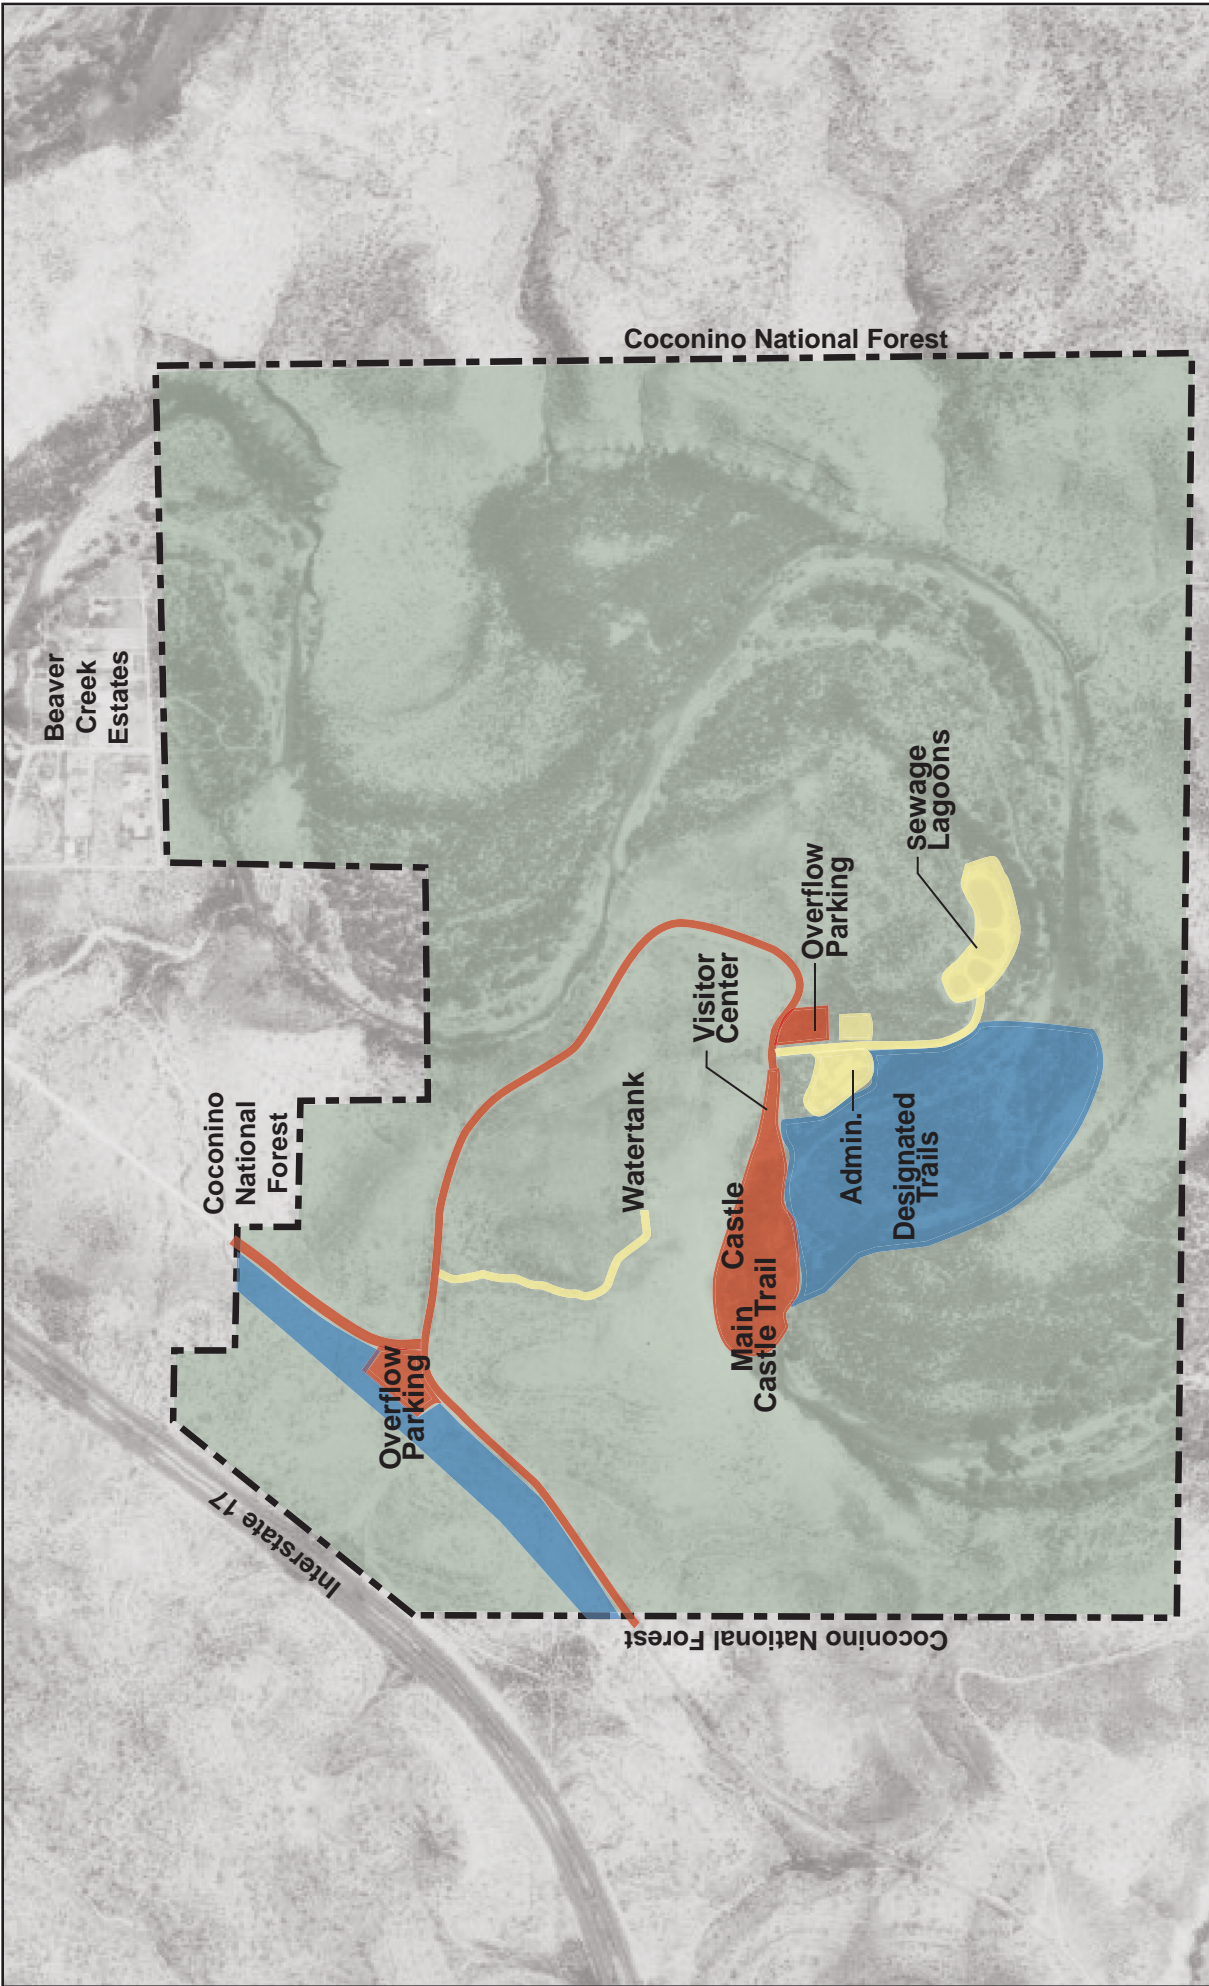 Coconino National Forest
Beaver
Creek
Estates
Coconino
National
Forest
Interstate 17
Overflow
Parking
Watertank
Visitor
Center
Overflow
Parking
Sewage
Lagoons
Castle
Main
Castle Trail
Admin.
Designated
Trails
Coconino National Forest